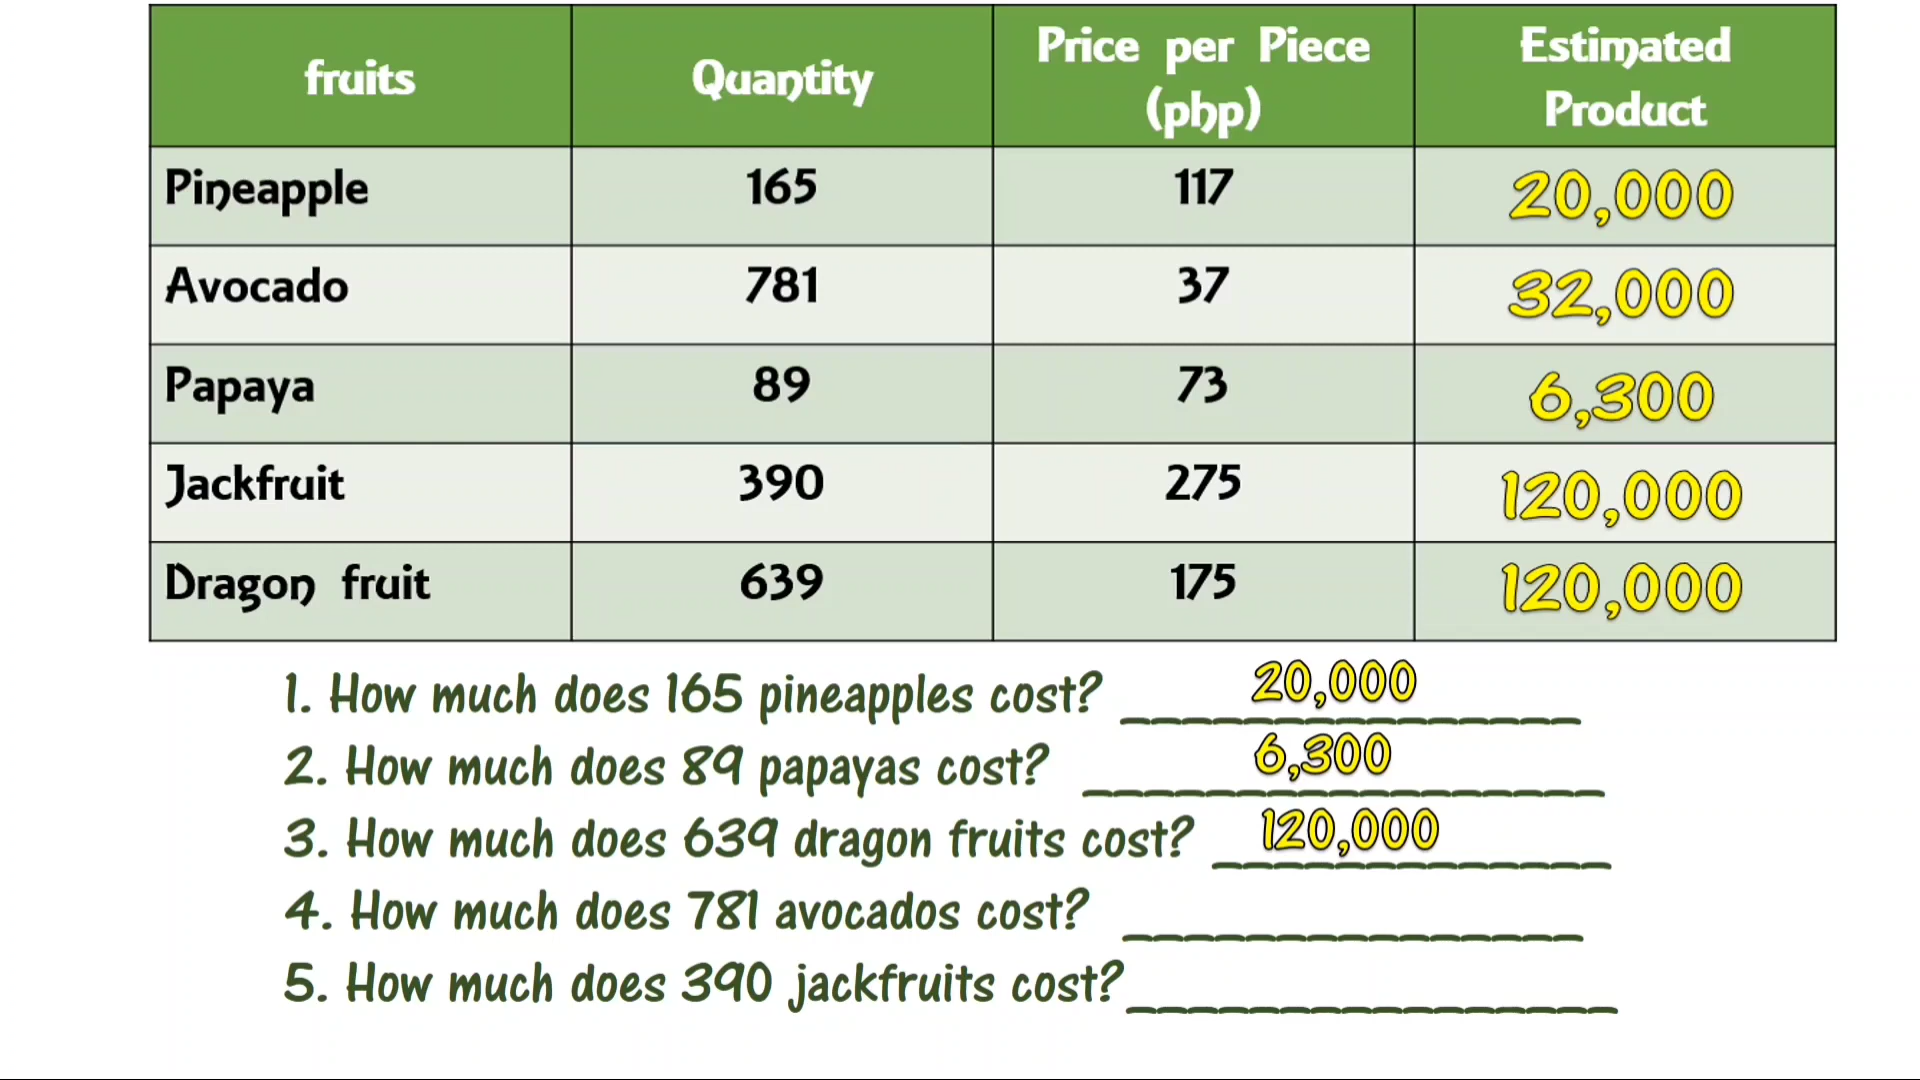 fruits Quantity Price per Piece (php) Estimated Product
Pineapple 165 117 20,000
Avocado 781 37 32,000
Papaya 89 73 6,300
Jackfruit 390 275 120,000
Dragon fruit 639 175 120,000
1. How much does 165 pineapples cost? 20,000
2. How much does 89 papayas cost? 6,300
3. How much does 639 dragon fruits cost? 120,000
4. How much does 781 avocados cost? _______________
5. How much does 390 jackfruits cost? ________________